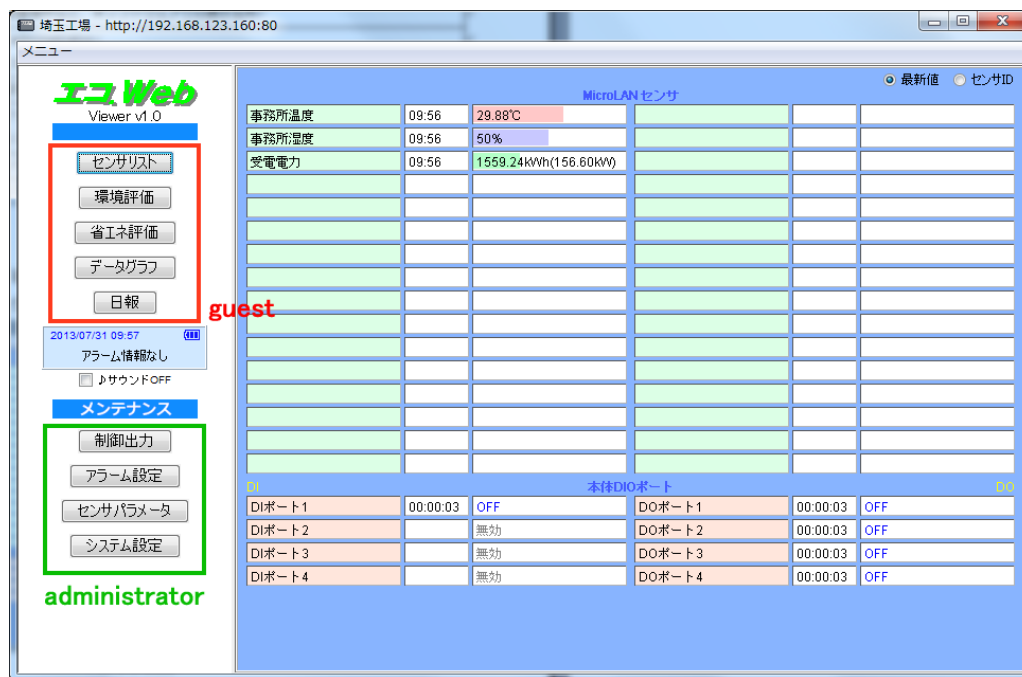 埼玉工場 - http://192.168.123.160:80
メニュー
エコ.Web
Viewer v1.0
センサリスト
環境評価
省エネ評価
データグラフ
日報
guest
2013/07/31 09:57
アラーム情報なし
♪サウンドOFF
メンテナンス
制御出力
アラーム設定
センサパラメータ
システム設定
administrator
最新値 センサID
MicroLAN センサ
事務所温度 09:56 29.88℃
事務所湿度 09:56 50%
受電電力 09:56 1559.24kWh(156.60kW)
DI 本体DIOポート DO
DIポート1 00:00:03 OFF DOポート1 00:00:03 OFF
DIポート2 無効 DOポート2 00:00:03 OFF
DIポート3 無効 DOポート3 00:00:03 OFF
DIポート4 無効 DOポート4 00:00:03 OFF